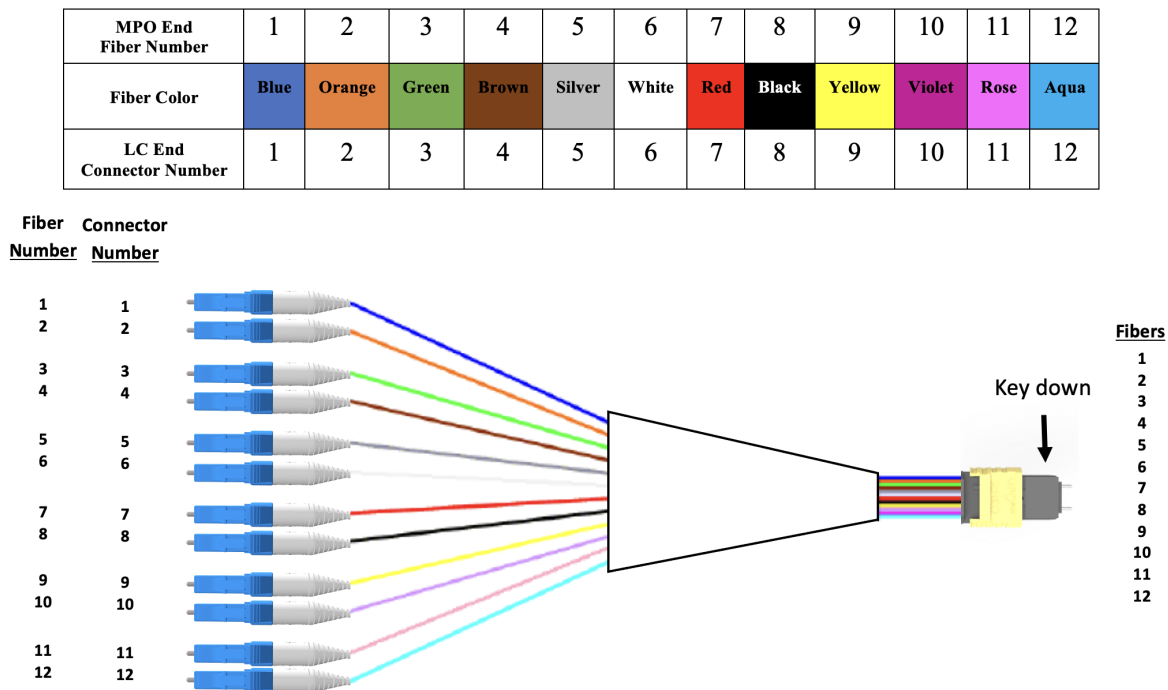 MPO End
Fiber Number 1 2 3 4 5 6 7 8 9 10 11 12
Fiber Color Blue Orange Green Brown Silver White Red Black Yellow Violet Rose Aqua
LC End
Connector Number 1 2 3 4 5 6 7 8 9 10 11 12
Fiber Connector
Number Number
1 1
2 2
3 3
4 4
5 5
6 6
7 7
8 8
9 9
10 10
11 11
12 12
Key down
Fibers
1
2
3
4
5
6
7
8
9
10
11
12